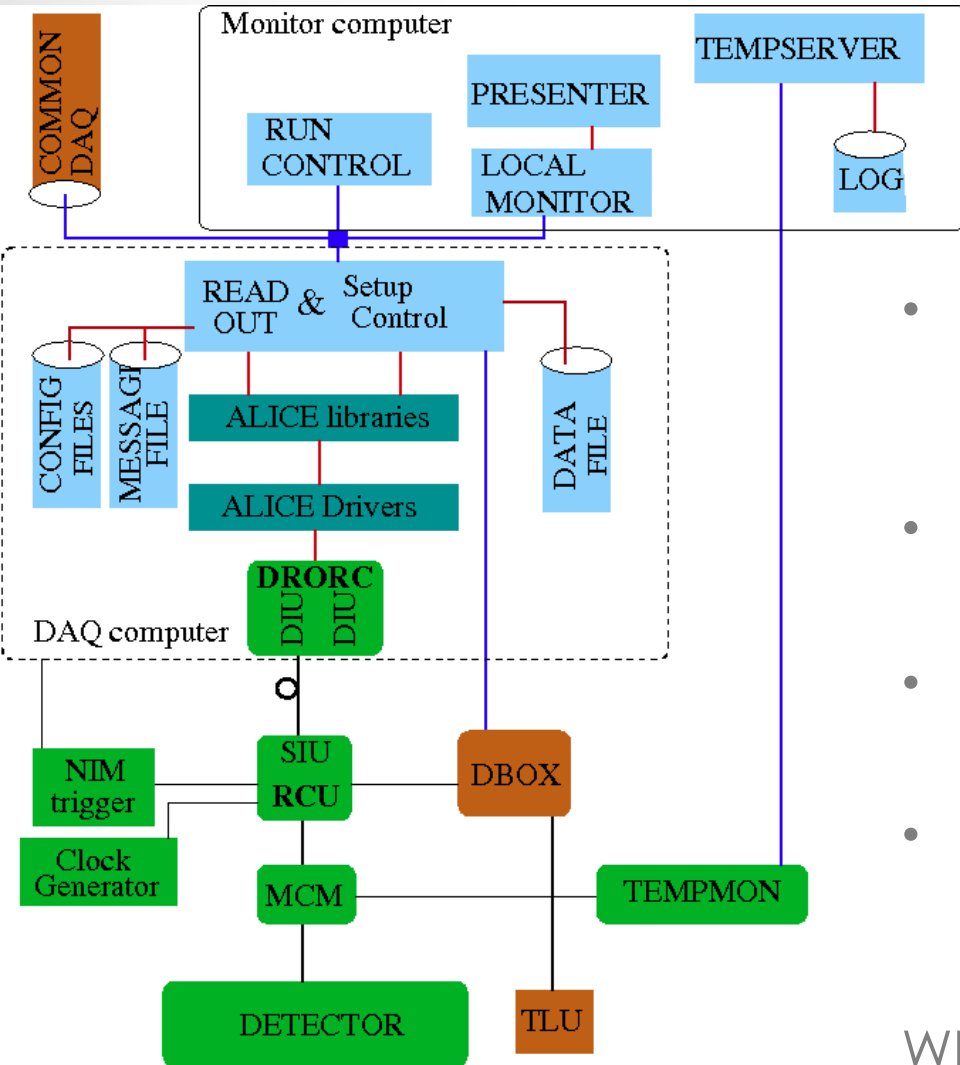 Monitor computer
COMMON
DAQ
TEMPSERVER
PRESENTER
RUN
CONTROL
LOCAL
MONITOR
LOG
READ
OUT
&
Setup
Control
CONFIG
FILES
MESSAGE
FILE
ALICE libraries
DATA
FILE
ALICE Drivers
DRORC
DIU
DIU
DAQ computer
SIU
RCU
NIM
trigger
DBOX
Clock
Generator
MCM
TEMPMON
DETECTOR
TLU